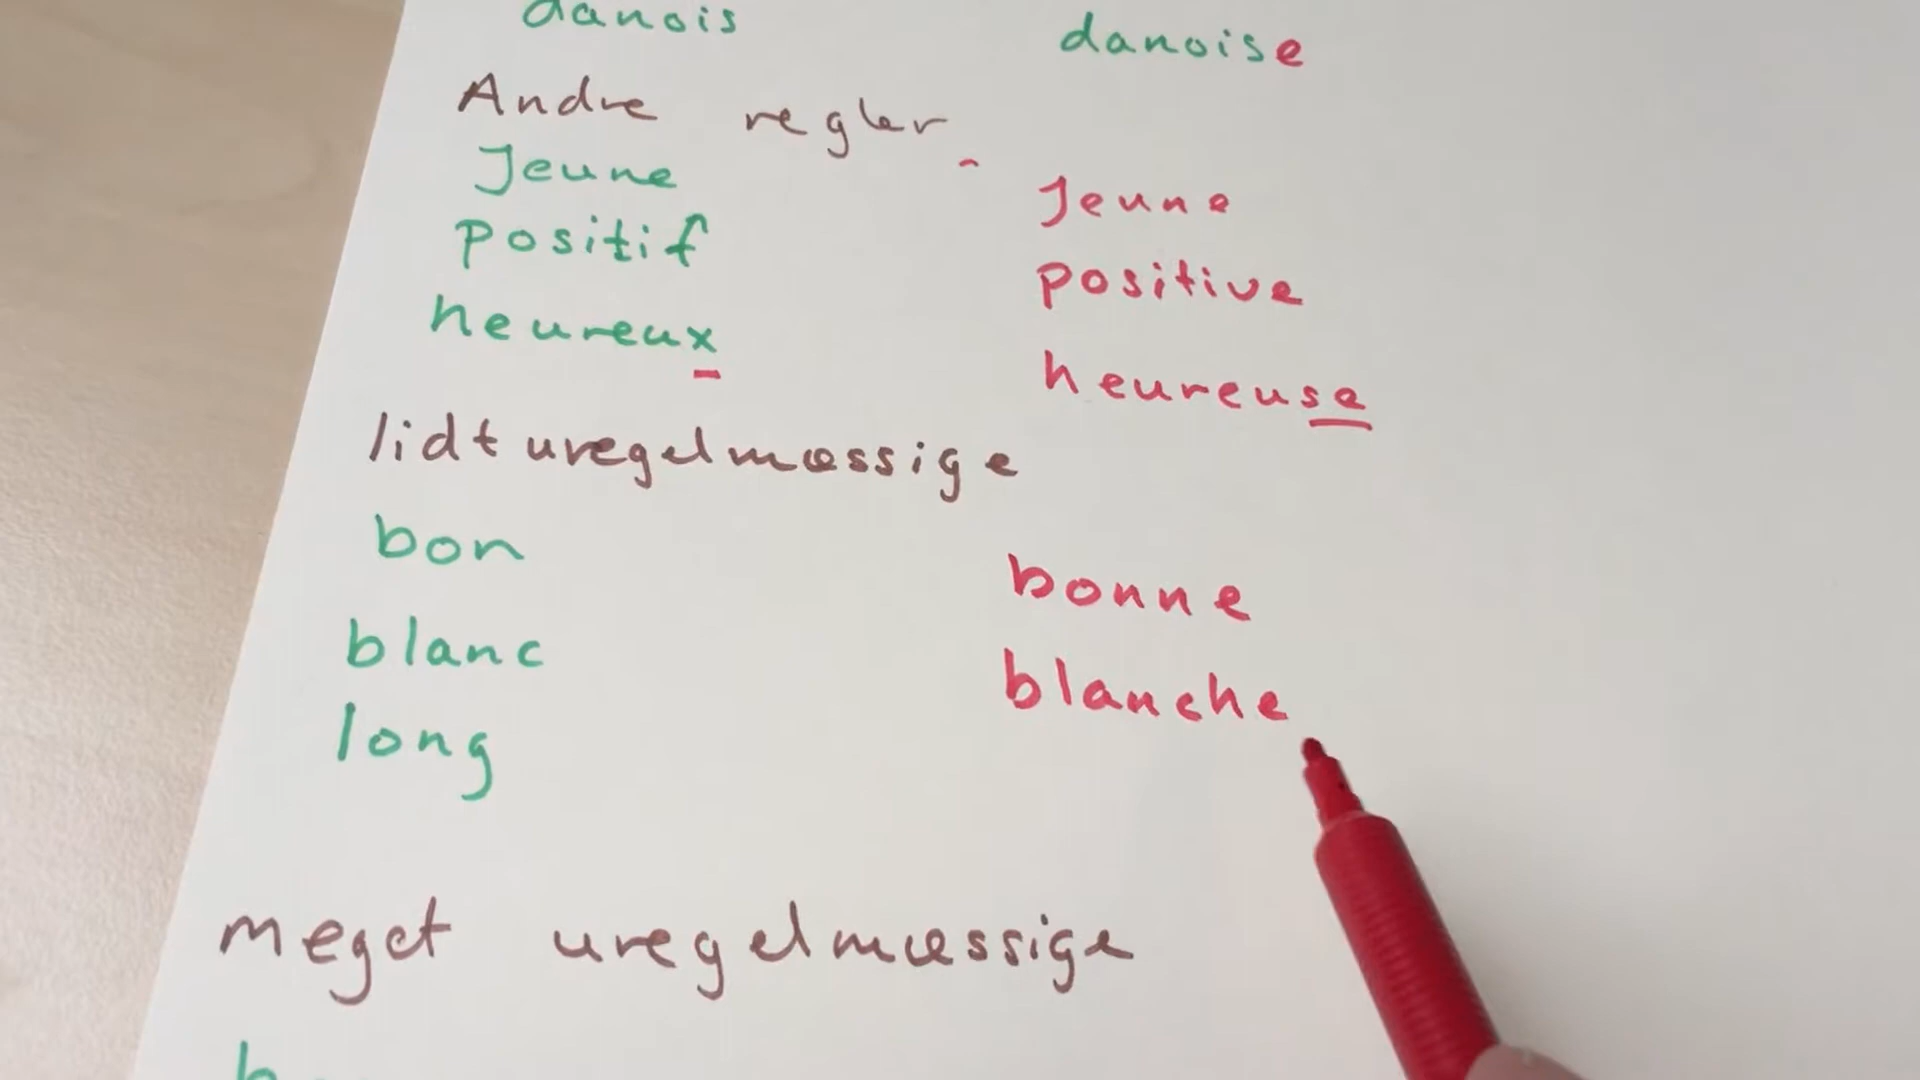 danois danoise
Andre regler
Jeune Jeune
positif positive
heureux heureuse
lidt uregelmæssige
bon bonne
blanc blanche
long
meget uregelmæssige